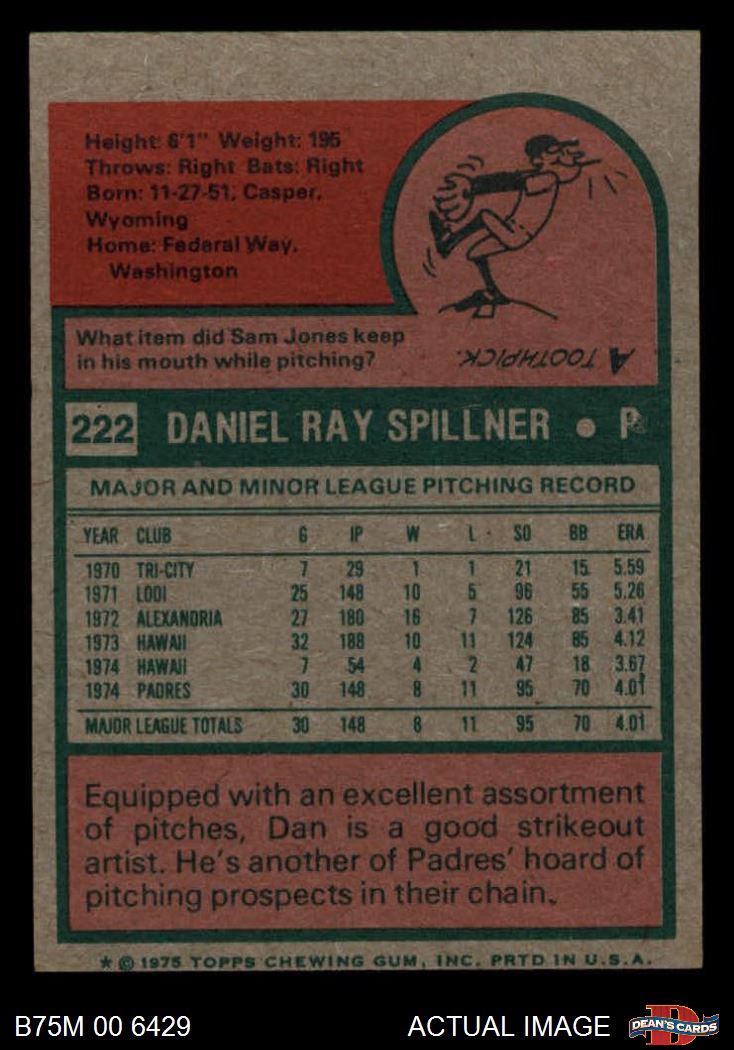 Height: 6'1" Weight: 195
Throws: Right Bats: Right
Born: 11-27-51, Casper,
Wyoming
Home: Federal Way,
Washington
What item did Sam Jones keep
in his mouth while pitching?
A TOOTHPICK.
222 DANIEL RAY SPILLNER • P
MAJOR AND MINOR LEAGUE PITCHING RECORD
YEAR CLUB G IP W L SO BB ERA
1970 TRI-CITY 7 29 1 1 21 15 5.59
1971 LODI 25 148 10 5 96 55 5.26
1972 ALEXANDRIA 27 180 16 7 126 85 3.41
1973 HAWAII 32 188 10 11 124 85 4.12
1974 HAWAII 7 54 4 2 47 18 3.67
1974 PADRES 30 148 8 11 95 70 4.01
MAJOR LEAGUE TOTALS 30 148 8 11 95 70 4.01
Equipped with an excellent assortment
of pitches, Dan is a good strikeout
artist. He's another of Padres' hoard of
pitching prospects in their chain.
* © 1975 TOPPS CHEWING GUM, INC. PRTD IN U.S.A.
B75M 00 6429 ACTUAL IMAGE DEAN'S CARDS